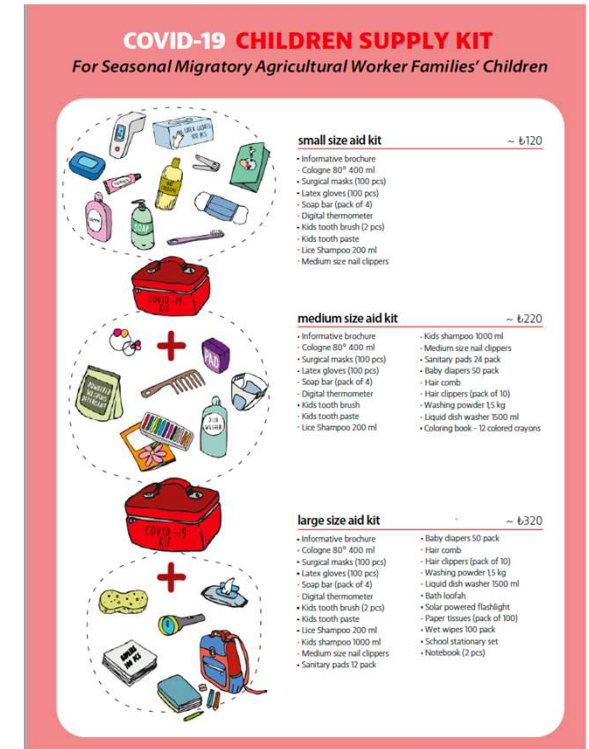 COVID-19 CHILDREN SUPPLY KIT
For Seasonal Migratory Agricultural Worker Families' Children
small size aid kit ~ ₺120
• Informative brochure
- Cologne 80° 400 ml
• Surgical masks (100 pcs)
• Latex gloves (100 pcs)
- Soap bar (pack of 4)
- Digital thermometer
• Kids tooth brush (2 pcs)
- Kids tooth paste
- Lice Shampoo 200 ml
- Medium size nail clippers
SOAP
COVID-19
KIT
medium size aid kit ~ ₺220
• Informative brochure
- Cologne 80° 400 ml
• Surgical masks (100 pcs)
• Latex gloves (100 pcs)
- Soap bar (pack of 4)
- Digital thermometer
• Kids tooth brush
• Kids tooth paste
- Lice Shampoo 200 ml
- Kids shampoo 1000 ml
- Medium size nail clippers
• Sanitary pads 24 pack
• Baby diapers 50 pack
- Hair comb
- Hair clippers (pack of 10)
- Washing powder 1,5 kg
- Liquid dish washer 1500 ml
• Coloring book - 12 colored crayons
PAD
POWDERED
WASHING
DETERGENT
DISH
WASHER
COVID-19
KIT
large size aid kit ~ ₺320
• Informative brochure
- Cologne 80° 400 ml
• Surgical masks (100 pcs)
• Latex gloves (100 pcs)
- Soap bar (pack of 4)
- Digital thermometer
• Kids tooth brush (2 pcs)
• Kids tooth paste
• Lice Shampoo 200 ml
- Kids shampoo 1000 ml
- Medium size nail clippers
• Sanitary pads 12 pack
• Baby diapers 50 pack
- Hair comb
- Hair clippers (pack of 10)
- Washing powder 1,5 kg
- Liquid dish washer 1500 ml
• Bath loofah
• Solar powered flashlight
- Paper tissues (pack of 100)
• Wet wipes 100 pack
• School stationary set
• Notebook (2 pcs)